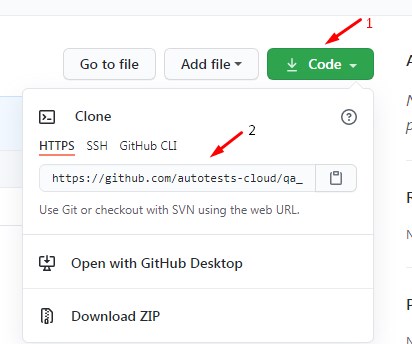 1
Go to file
Add file
Code
Clone
2
HTTPS SSH GitHub CLI
https://github.com/autotests-cloud/qa_
Use Git or checkout with SVN using the web URL.
Open with GitHub Desktop
Download ZIP